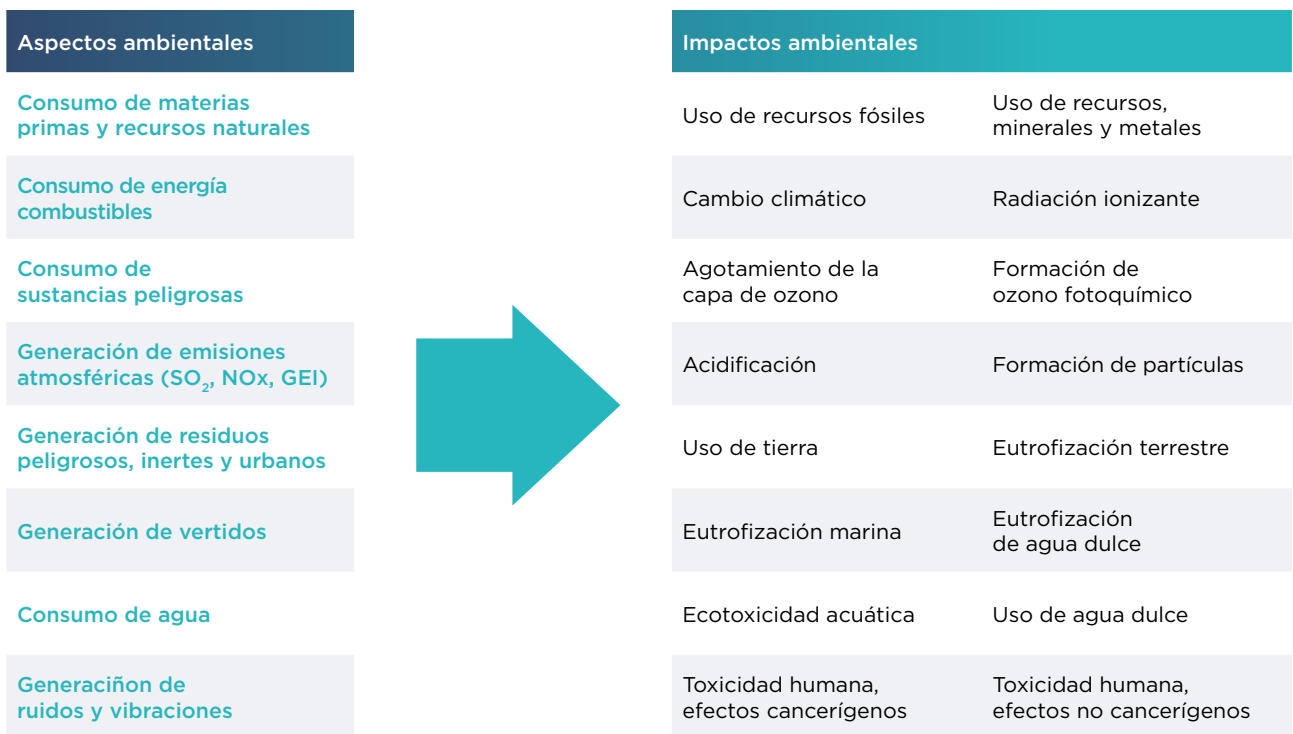 Aspectos ambientales
Consumo de materias
primas y recursos naturales
Consumo de energía
combustibles
Consumo de
sustancias peligrosas
Generación de emisiones
atmosféricas (SO₂, NOx, GEI)
Generación de residuos
peligrosos, inertes y urbanos
Generación de vertidos
Consumo de agua
Generaciñon de
ruidos y vibraciones
Impactos ambientales
Uso de recursos fósiles
Uso de recursos,
minerales y metales
Cambio climático
Radiación ionizante
Agotamiento de la
capa de ozono
Formación de
ozono fotoquímico
Acidificación
Formación de partículas
Uso de tierra
Eutrofización terrestre
Eutrofización marina
Eutrofización
de agua dulce
Ecotoxicidad acuática
Uso de agua dulce
Toxicidad humana,
efectos cancerígenos
Toxicidad humana,
efectos no cancerígenos